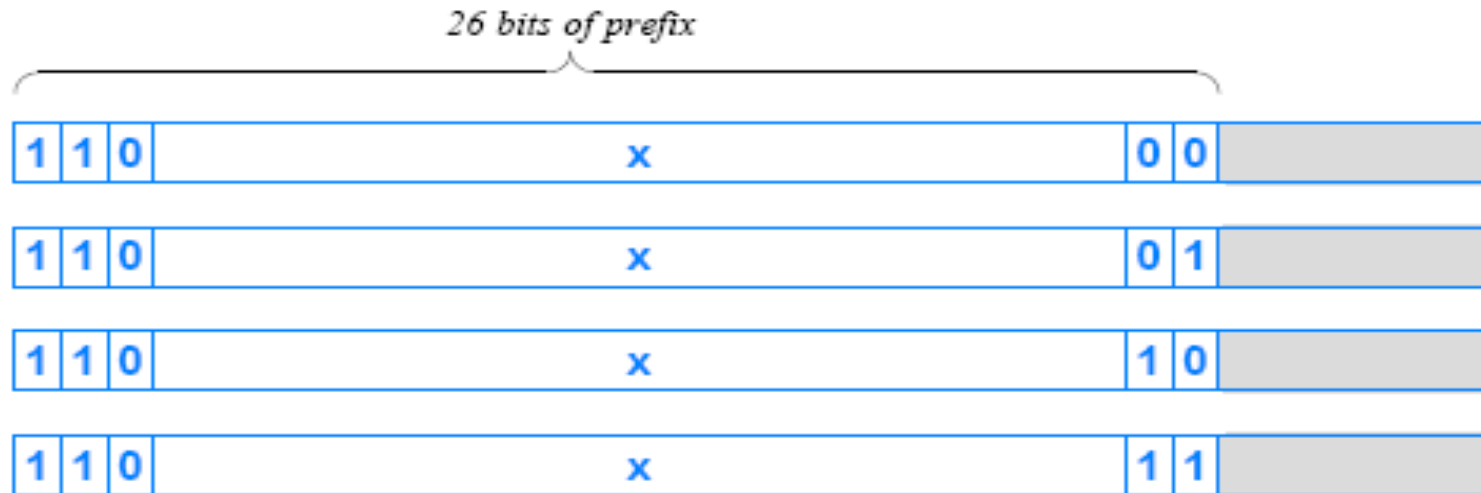 26 bits of prefix
1 1 0 x 0 0
1 1 0 x 0 1
1 1 0 x 1 0
1 1 0 x 1 1